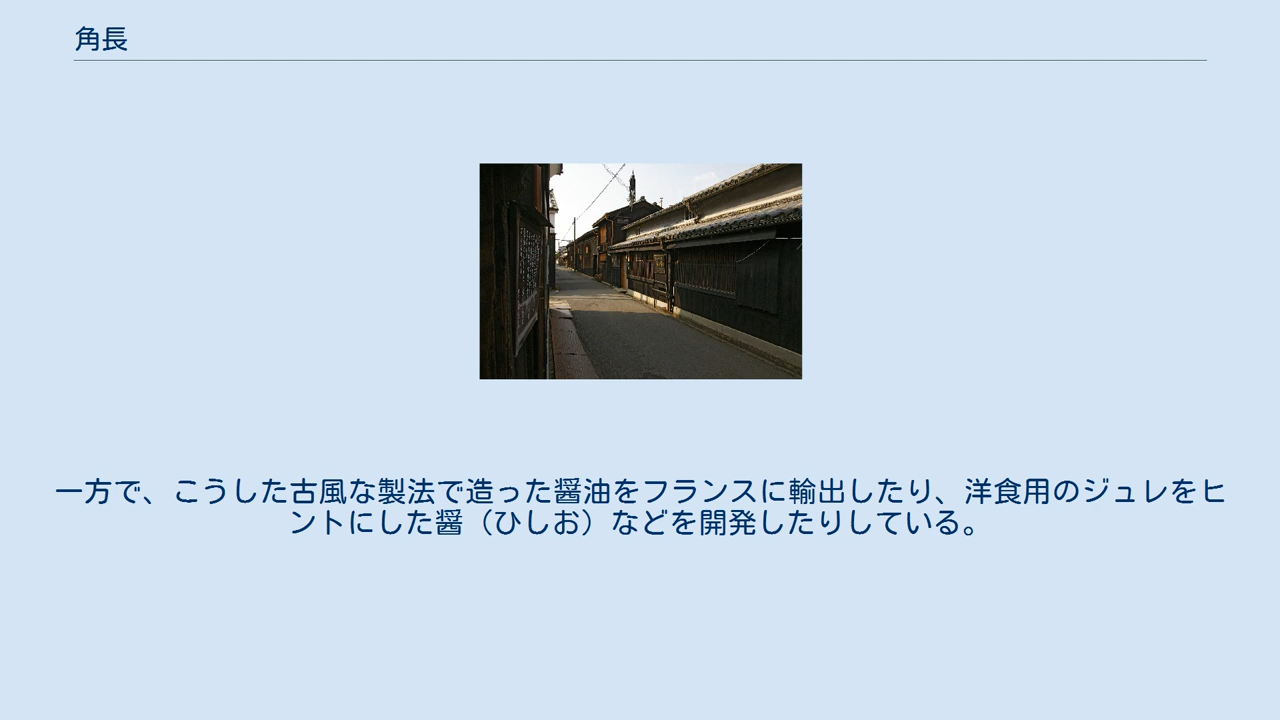 角長
一方で、こうした古風な製法で造った醤油をフランスに輸出したり、洋食用のジュレをヒ
ントにした醤（ひしお）などを開発したりしている。